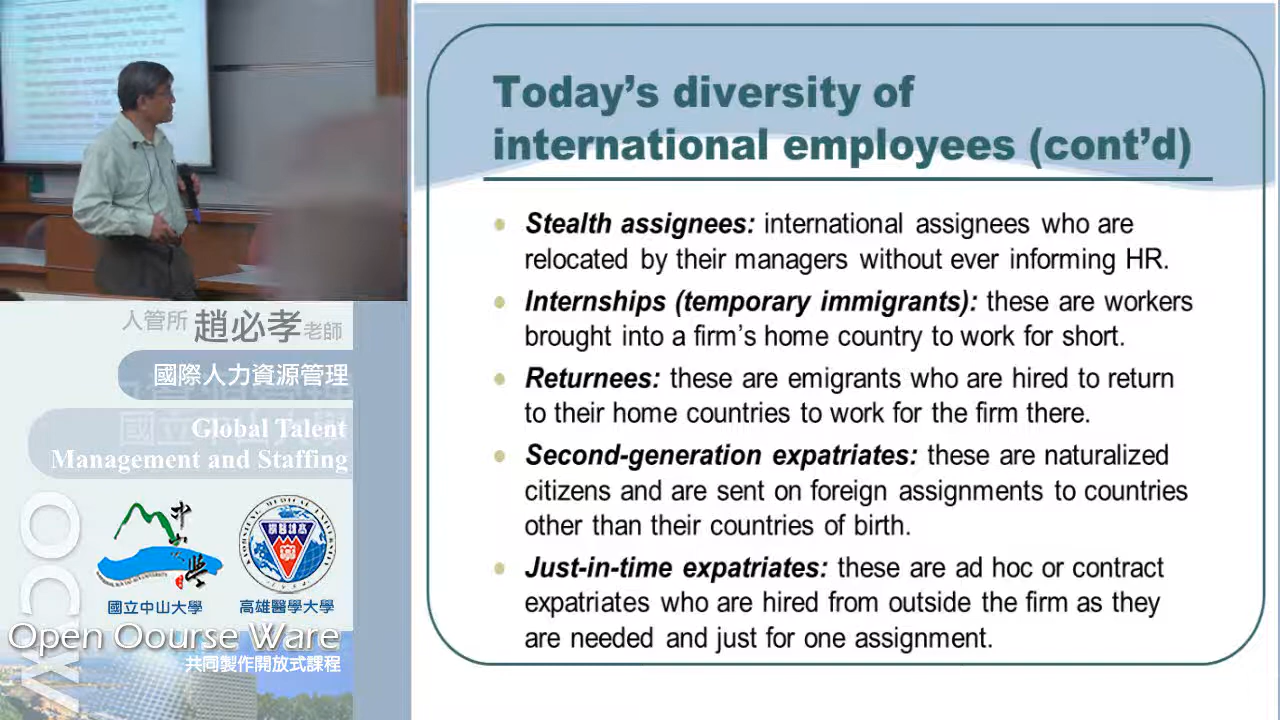 Today's diversity of
international employees (cont'd)
• Stealth assignees: international assignees who are
relocated by their managers without ever informing HR.
• Internships (temporary immigrants): these are workers
brought into a firm's home country to work for short.
• Returnees: these are emigrants who are hired to return
to their home countries to work for the firm there.
• Second-generation expatriates: these are naturalized
citizens and are sent on foreign assignments to countries
other than their countries of birth.
• Just-in-time expatriates: these are ad hoc or contract
expatriates who are hired from outside the firm as they
are needed and just for one assignment.
人管所 趙必孝 老師
國際人力資源管理
Global Talent
Management and Staffing
國立中山大學
高雄醫學大學
OCW
Open Oourse Ware
共同製作開放式課程